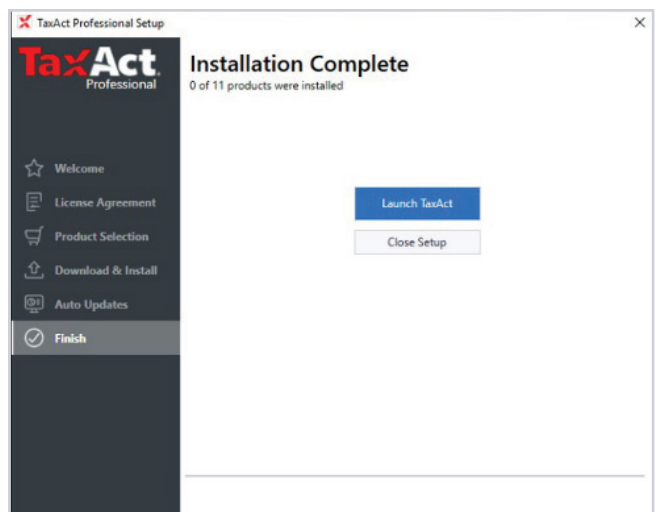 TaxAct Professional Setup
TaxAct.
Professional
Installation Complete
0 of 11 products were installed
Welcome
License Agreement
Product Selection
Download & Install
Auto Updates
Finish
Launch TaxAct
Close Setup